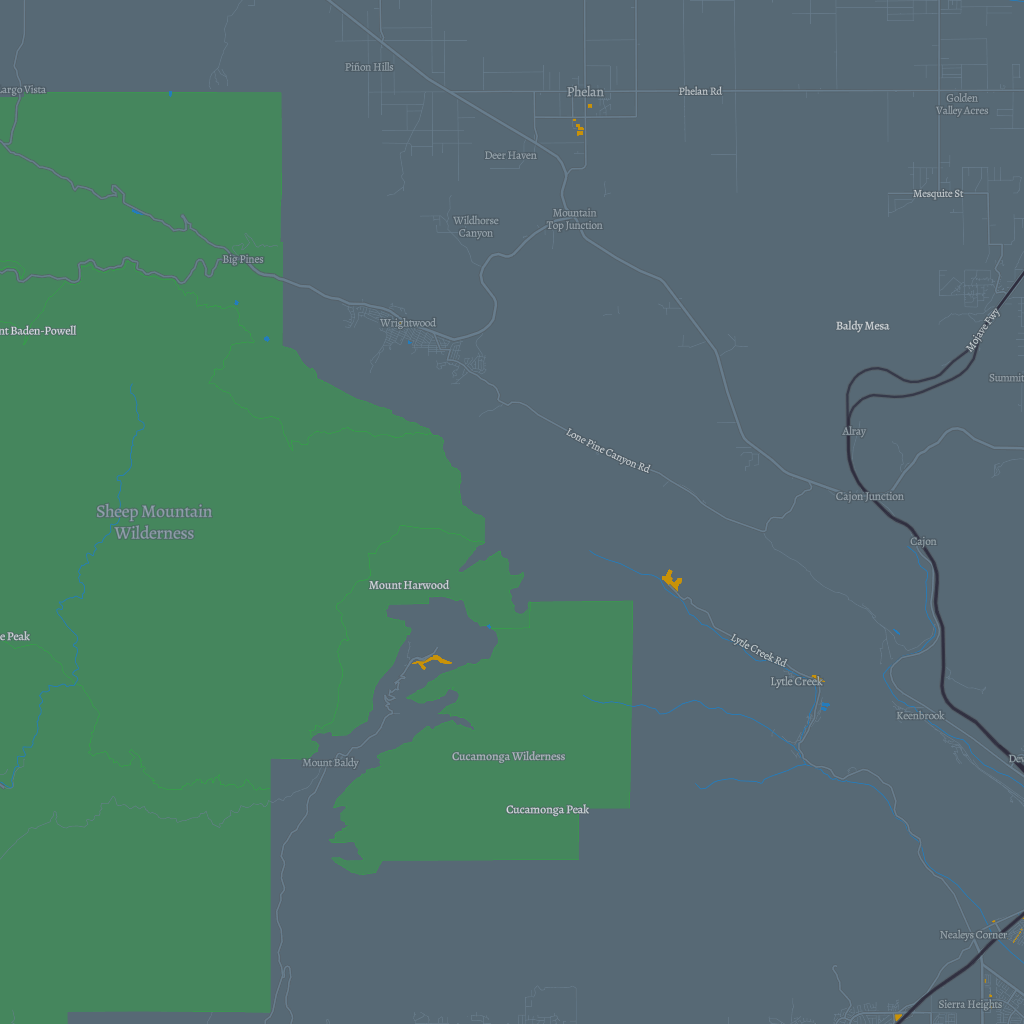 Piñon Hills
Largo Vista
Phelan
Phelan Rd
Golden
Valley Acres
Deer Haven
Mesquite St
Wildhorse
Canyon
Mountain
Top Junction
Big Pines
Wrightwood
nt Baden-Powell
Baldy Mesa
Mojave Fwy
Summit
Alray
Lone Pine Canyon Rd
Cajon Junction
Sheep Mountain
Wilderness
Cajon
Mount Harwood
e Peak
Lytle Creek Rd
Lytle Creek
Keenbrook
Cucamonga Wilderness
Mount Baldy
Dev
Cucamonga Peak
Nealeys Corner
Sierra Heights